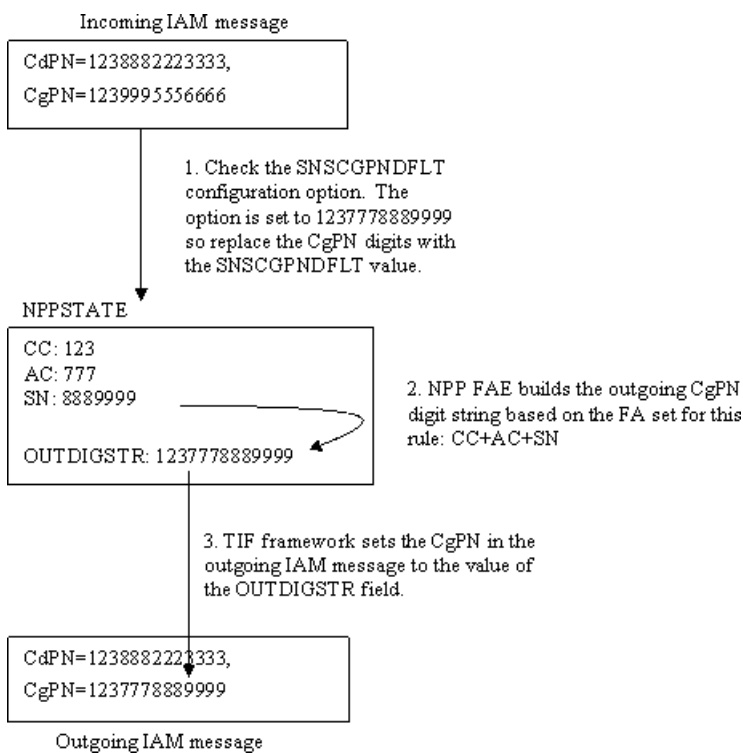 Incoming IAM message
CdPN=1238882223333,
CgPN=1239995556666
1. Check the SNSCGPNDFLT
configuration option. The
option is set to 1237778889999
so replace the CgPN digits with
the SNSCGPNDFLT value.
NPPSTATE
CC: 123
AC: 777
SN: 8889999
OUTDIGSTR: 1237778889999
2. NPP FAE builds the outgoing CgPN
digit string based on the FA set for this
rule: CC+AC+SN
3. TIF framework sets the CgPN in the
outgoing IAM message to the value of
the OUTDIGSTR field.
CdPN=1238882223333,
CgPN=1237778889999
Outgoing IAM message